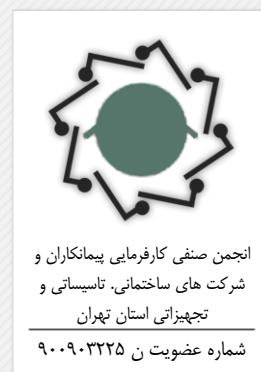 انجمن صنفی کارفرمایی پیمانکاران و
شرکت های ساختمانی. تاسیساتی و
تجهیزاتی استان تهران
شماره عضویت ن ۹۰۰۹۰۳۲۲۵